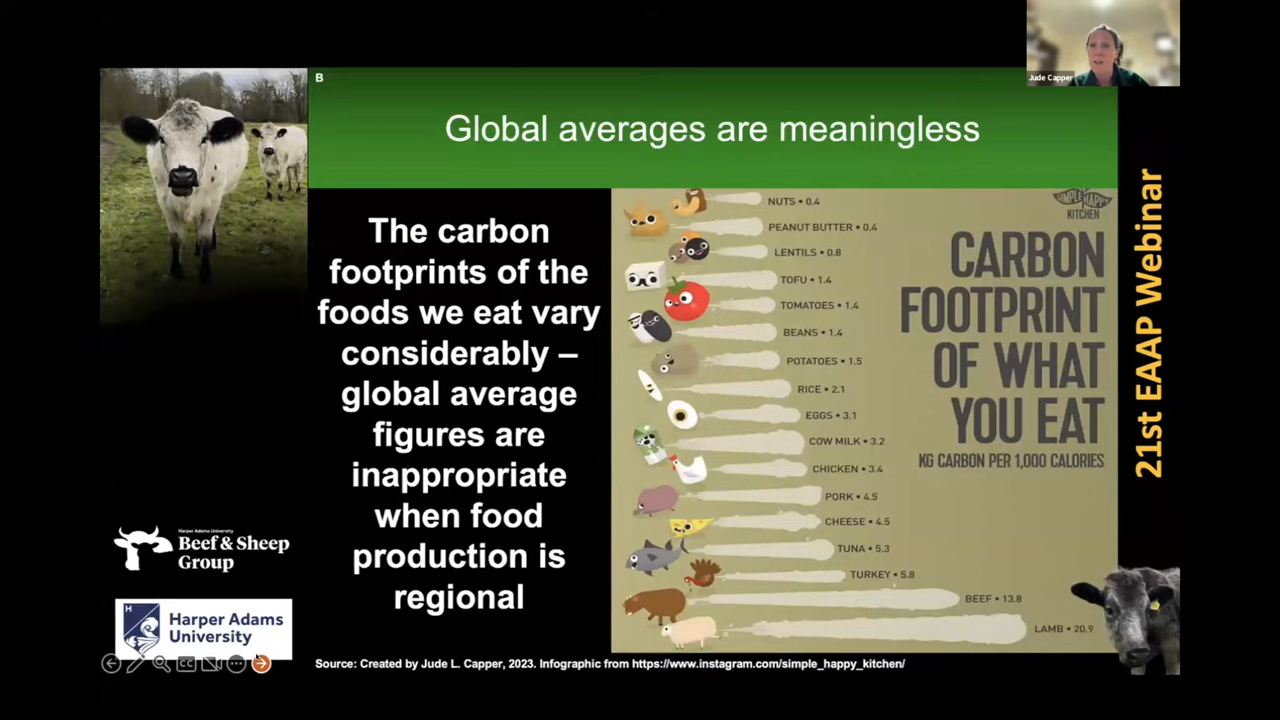 Jude Capper
B
Global averages are meaningless
The carbon
footprints of the
foods we eat vary
considerably –
global average
figures are
inappropriate
when food
production is
regional
SIMPLE HAPPY
KITCHEN
CARBON
FOOTPRINT
OF WHAT
YOU EAT
KG CARBON PER 1,000 CALORIES
NUTS • 0.4
PEANUT BUTTER • 0.4
LENTILS • 0.8
TOFU • 1.4
TOMATOES • 1.4
BEANS • 1.4
POTATOES • 1.5
RICE • 2.1
EGGS • 3.1
COW MILK • 3.2
CHICKEN • 3.4
PORK • 4.5
CHEESE • 4.5
TUNA • 5.3
TURKEY • 5.8
BEEF • 13.8
LAMB • 20.9
21st EAAP Webinar
Harper Adams University
Beef & Sheep
Group
H
Harper Adams
University
CC
Source: Created by Jude L. Capper, 2023. Infographic from https://www.instagram.com/simple_happy_kitchen/